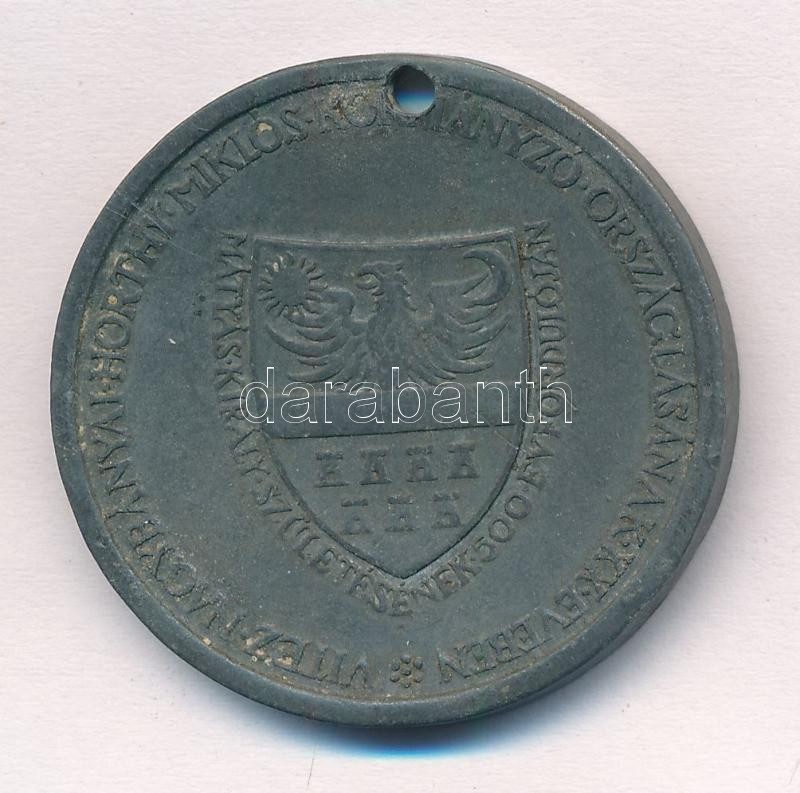 VITÉZ·NAGYBÁNYAI·HORTHY·MIKLÓS·KORMÁNYZÓ·ORSZÁGLÁSÁNAK·XX·ÉVÉBEN
MÁTYÁS·KIRÁLY·SZÜLETÉSÉNEK·500·ÉVFORDULÓJÁN
darabanth